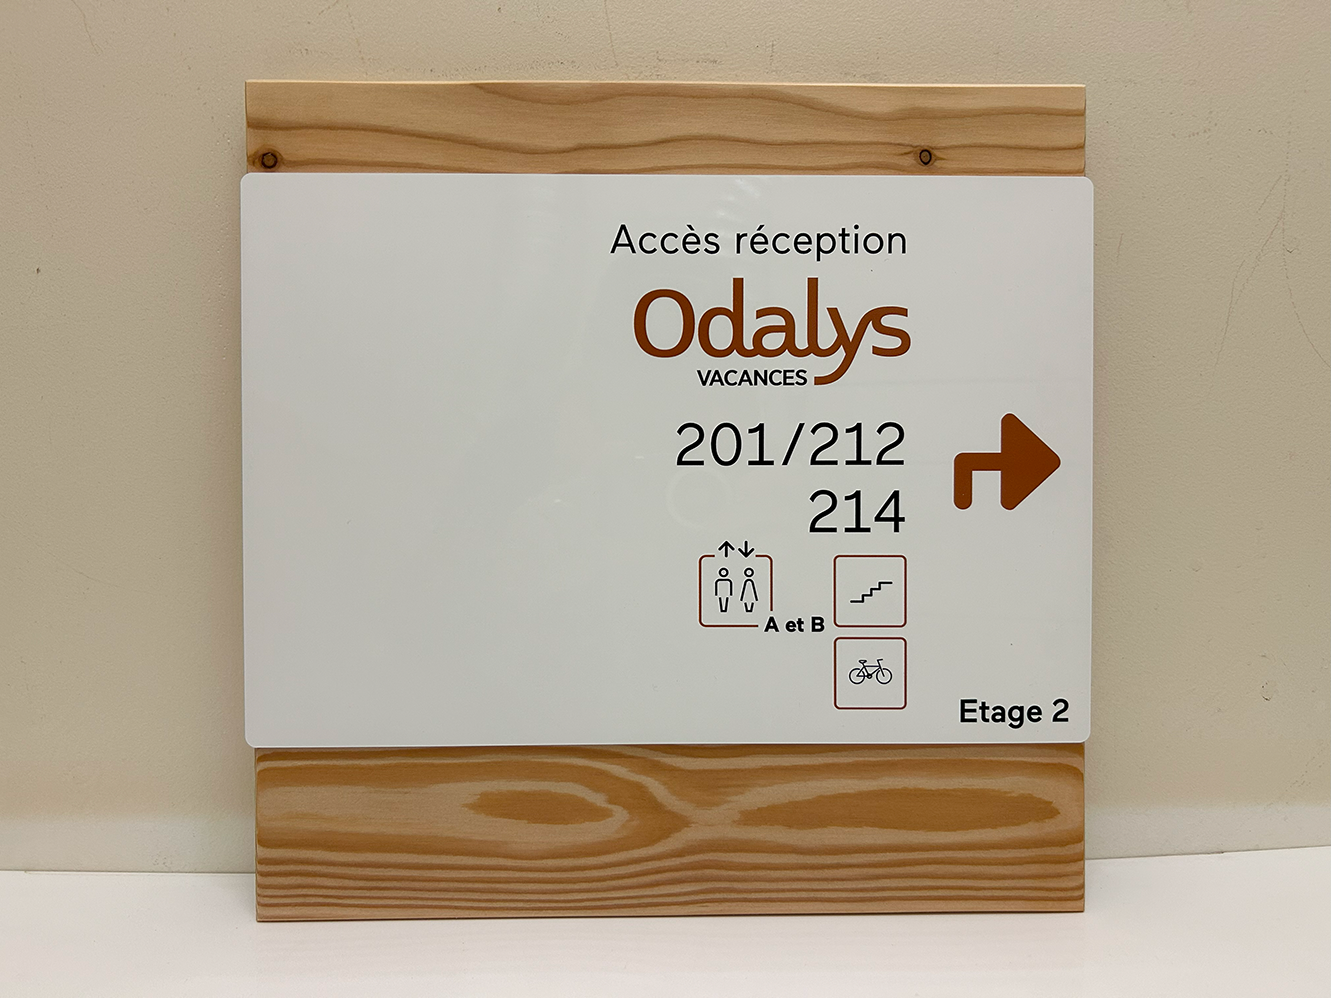 Accès réception
Odalys
VACANCES
201/212
214
A et B
Etage 2